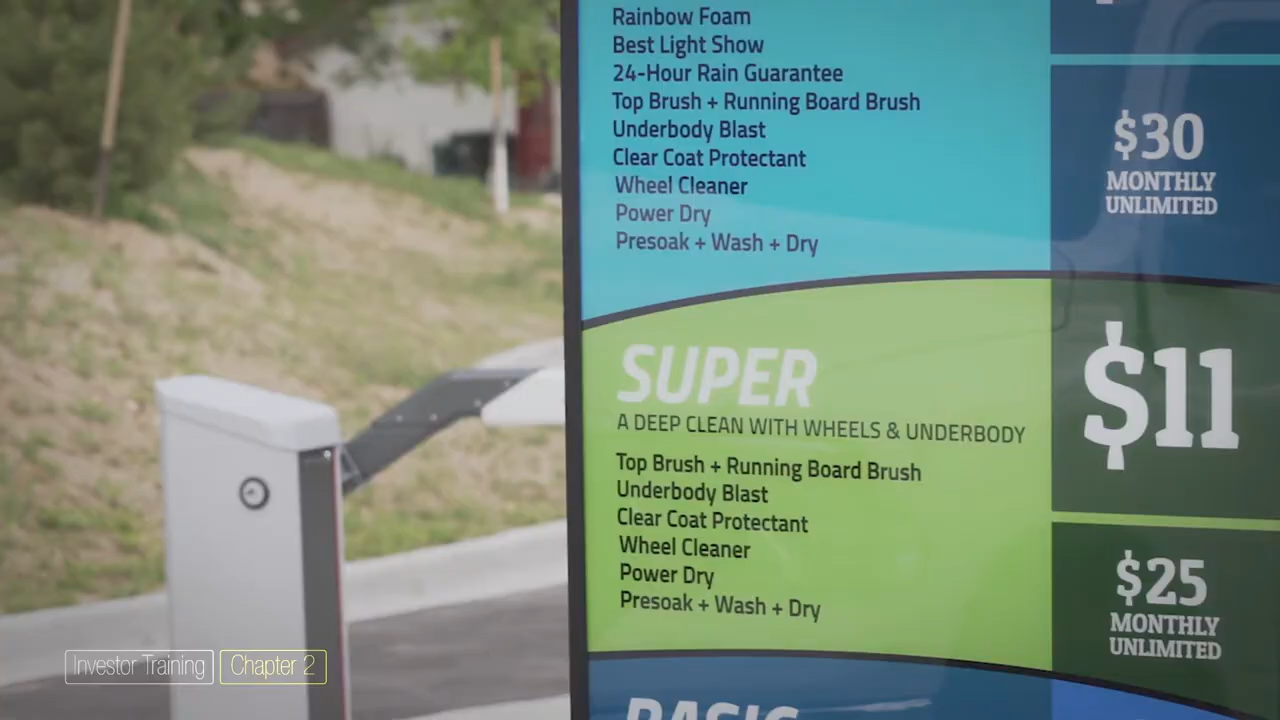 Rainbow Foam
Best Light Show
24-Hour Rain Guarantee
Top Brush + Running Board Brush
Underbody Blast
Clear Coat Protectant
Wheel Cleaner
Power Dry
Presoak + Wash + Dry
$30
MONTHLY
UNLIMITED
SUPER
A DEEP CLEAN WITH WHEELS & UNDERBODY
Top Brush + Running Board Brush
Underbody Blast
Clear Coat Protectant
Wheel Cleaner
Power Dry
Presoak + Wash + Dry
$11
$25
MONTHLY
UNLIMITED
BASIC
Investor Training Chapter 2